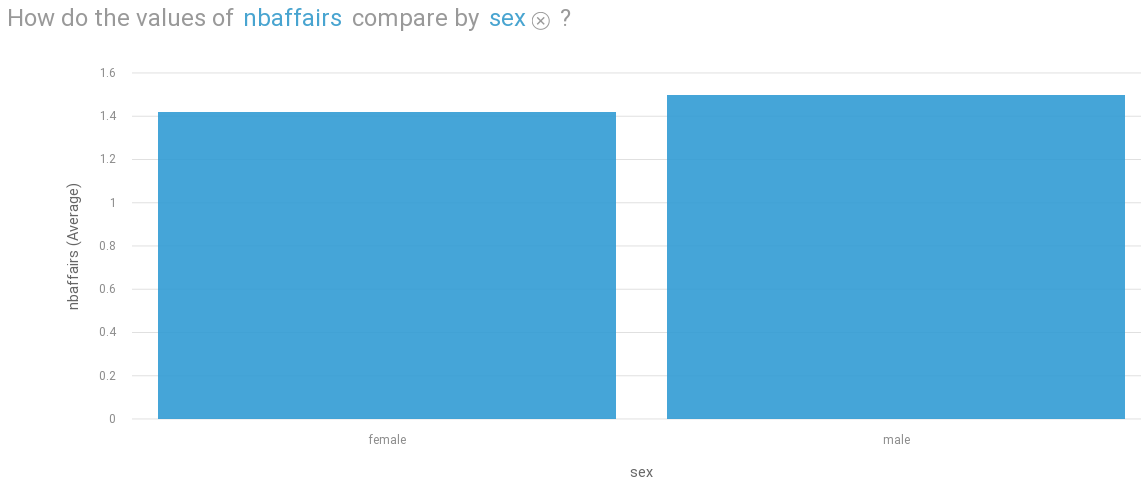 How do the values of nbaffairs compare by sex ?
1.6
1.4
1.2
1
0.8
0.6
0.4
0.2
0
nbaffairs (Average)
female
male
sex